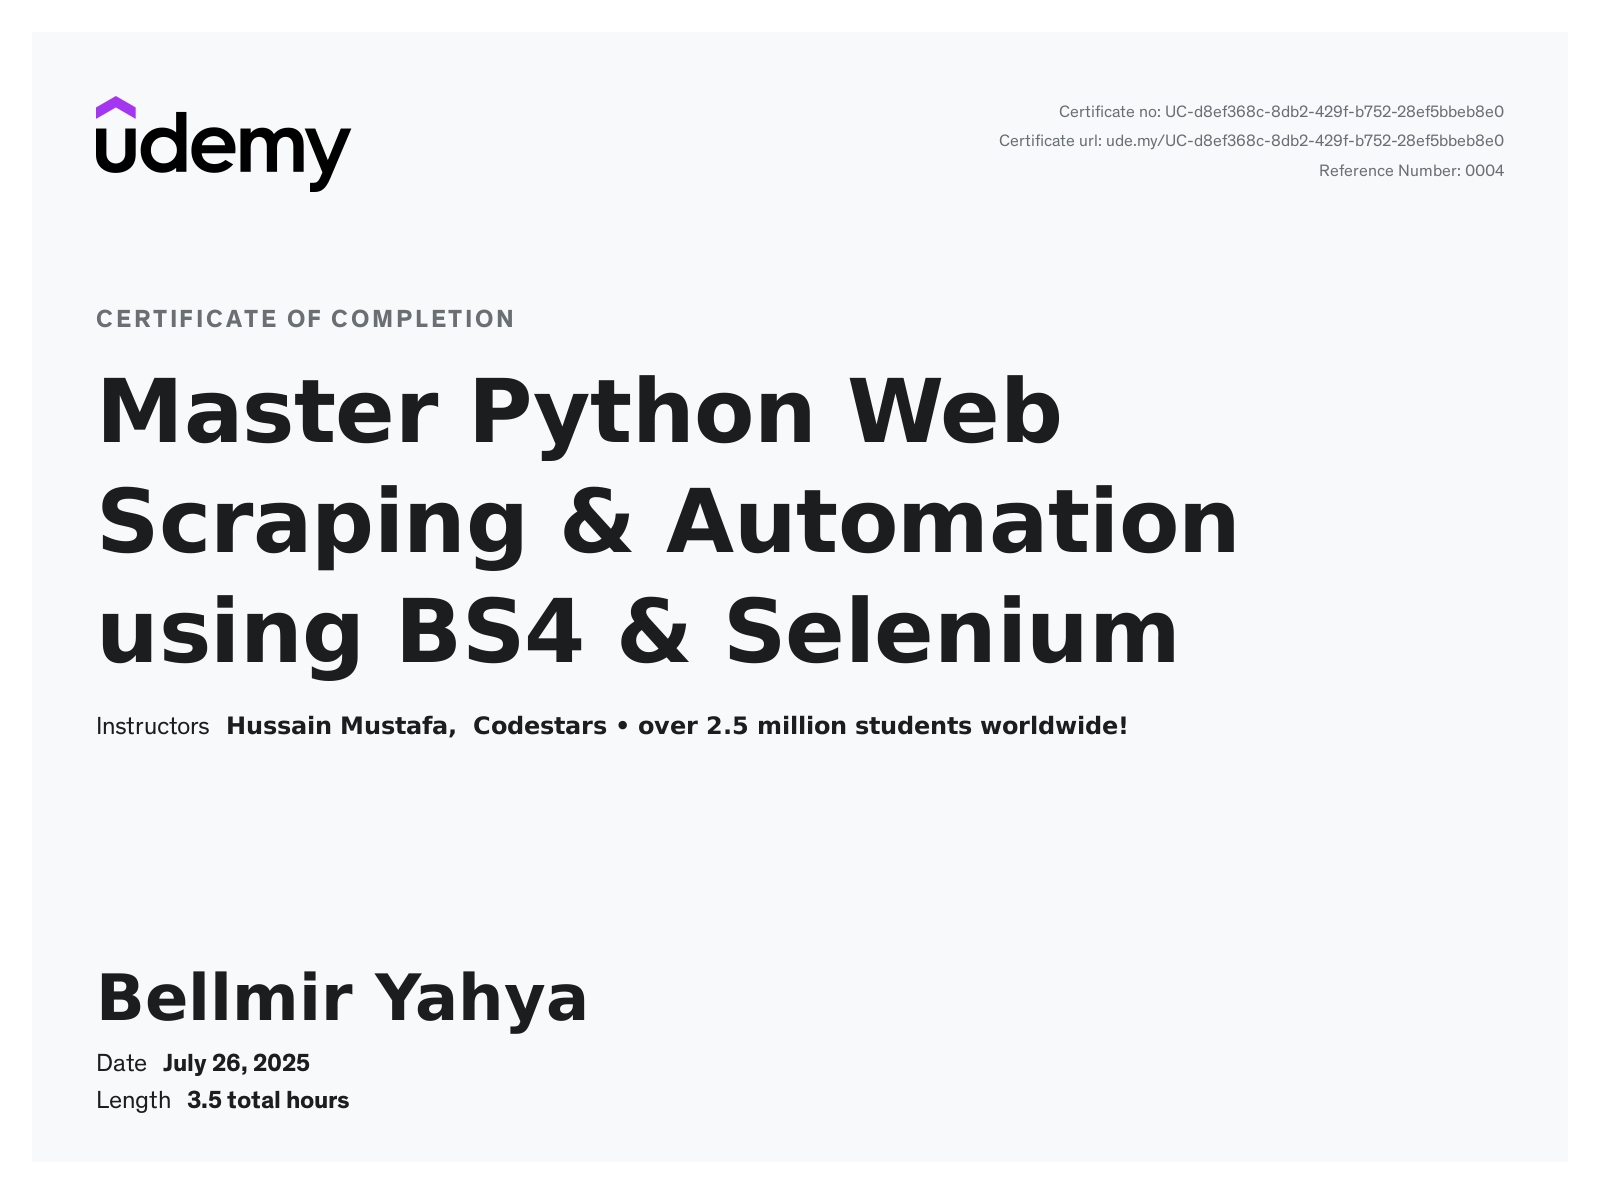 udemy
Certificate no: UC-d8ef368c-8db2-429f-b752-28ef5bbeb8e0
Certificate url: ude.my/UC-d8ef368c-8db2-429f-b752-28ef5bbeb8e0
Reference Number: 0004
CERTIFICATE OF COMPLETION
Master Python Web
Scraping & Automation
using BS4 & Selenium
Instructors Hussain Mustafa, Codestars • over 2.5 million students worldwide!
Bellmir Yahya
Date July 26, 2025
Length 3.5 total hours